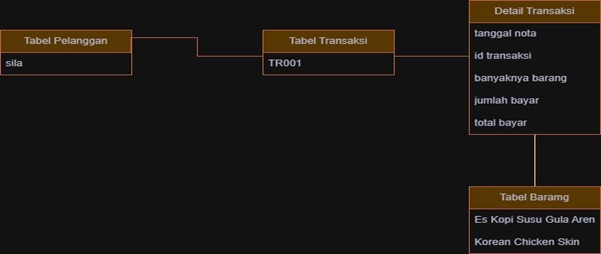 Tabel Pelanggan
sila
Tabel Transaksi
TR001
Detail Transaksi
tanggal nota
id transaksi
banyaknya barang
jumlah bayar
total bayar
Tabel Baramg
Es Kopi Susu Gula Aren
Korean Chicken Skin